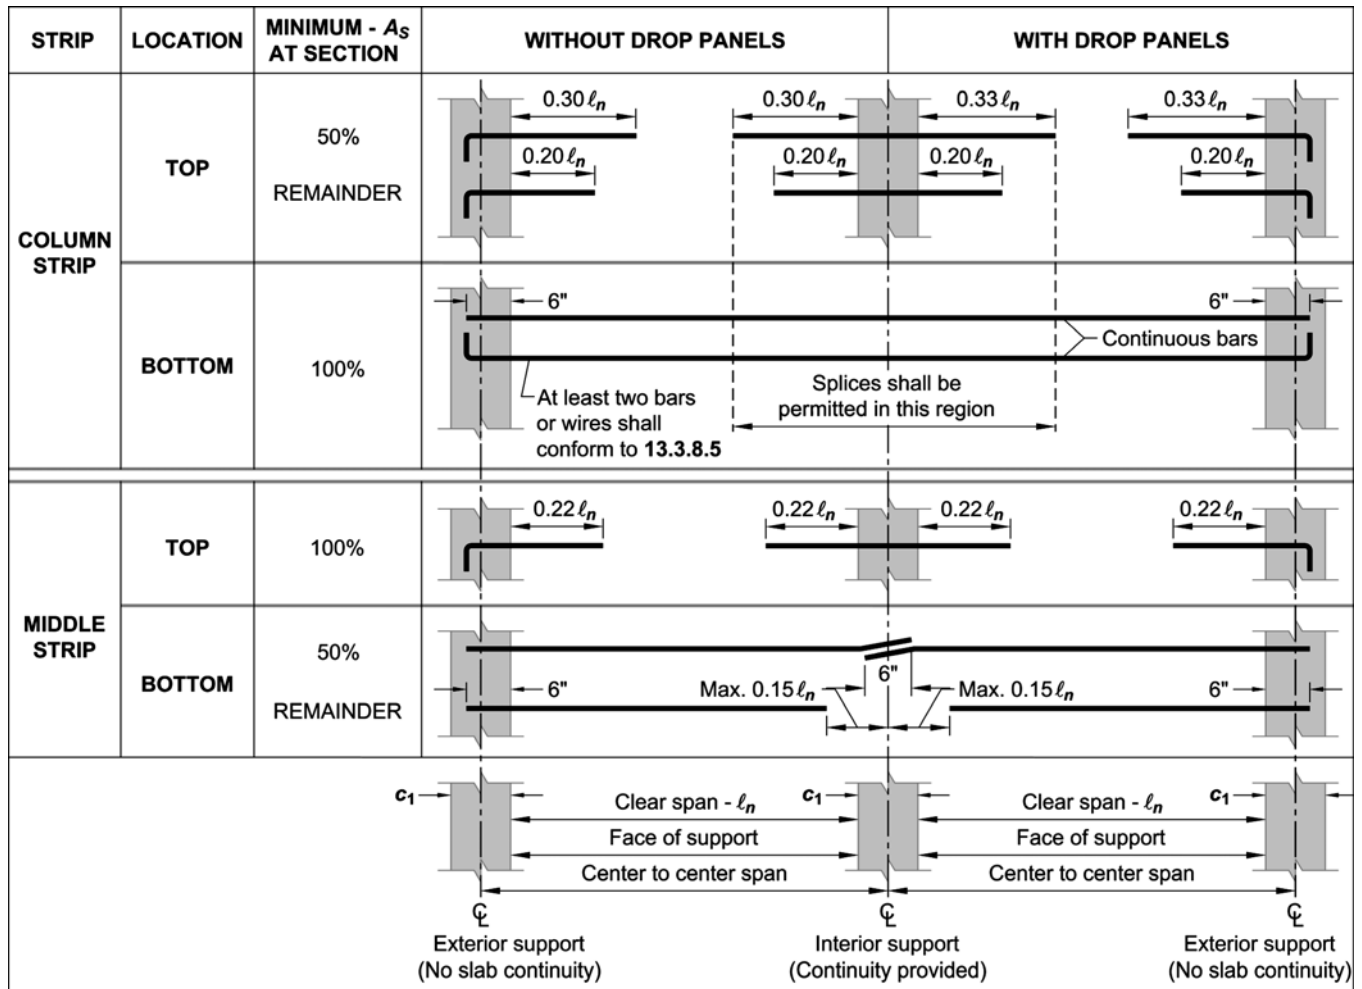 STRIP
LOCATION
MINIMUM - As
AT SECTION
WITHOUT DROP PANELS
WITH DROP PANELS
COLUMN
STRIP
TOP
50%
REMAINDER
0.30 ℓn
0.30 ℓn
0.33 ℓn
0.33 ℓn
0.20 ℓn
0.20 ℓn
0.20 ℓn
0.20 ℓn
BOTTOM
100%
6"
6"
Continuous bars
At least two bars
or wires shall
conform to 13.3.8.5
Splices shall be
permitted in this region
MIDDLE
STRIP
TOP
100%
0.22 ℓn
0.22 ℓn
0.22 ℓn
0.22 ℓn
BOTTOM
50%
REMAINDER
6"
6"
Max. 0.15 ℓn
Max. 0.15 ℓn
6"
c1
Clear span - ℓn
c1
Clear span - ℓn
c1
Face of support
Face of support
Center to center span
Center to center span
℄
℄
℄
Exterior support
(No slab continuity)
Interior support
(Continuity provided)
Exterior support
(No slab continuity)